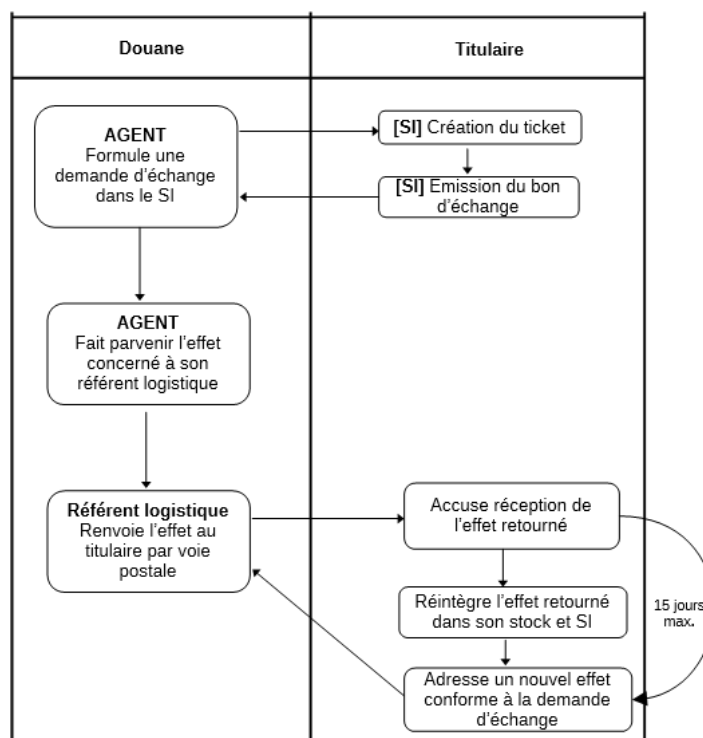 Douane
Titulaire
AGENT
Formule une
demande d'échange
dans le SI
[SI] Création du ticket
[SI] Emission du bon
d'échange
AGENT
Fait parvenir l'effet
concerné à son
référent logistique
Référent logistique
Renvoie l'effet au
titulaire par voie
postale
Accuse réception de
l'effet retourné
Réintègre l'effet retourné
dans son stock et SI
15 jours
max.
Adresse un nouvel effet
conforme à la demande
d'échange